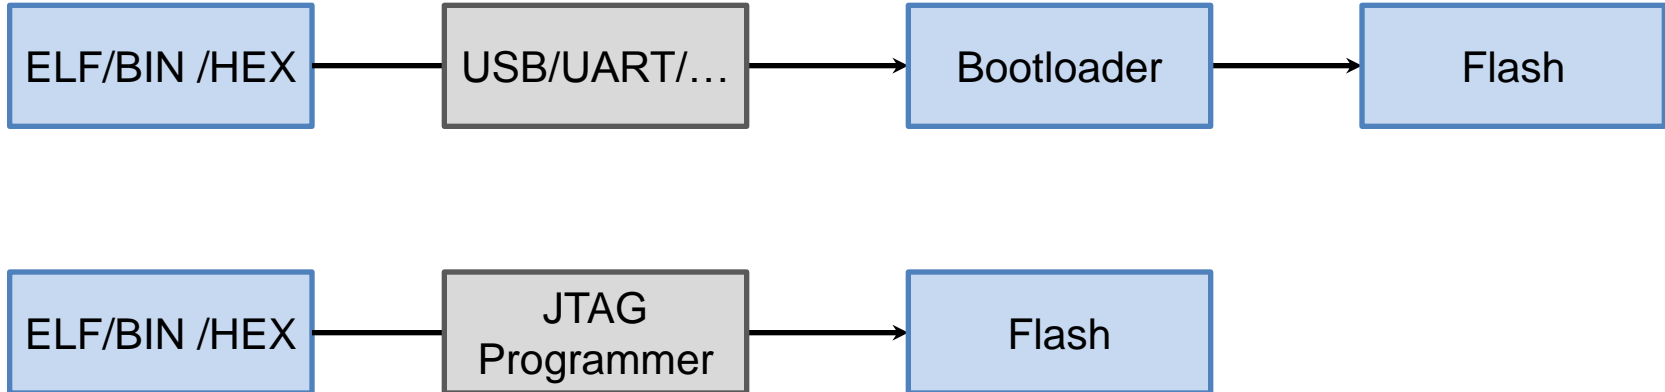 ELF/BIN /HEX
USB/UART/…
Bootloader
Flash
ELF/BIN /HEX
JTAG
Programmer
Flash